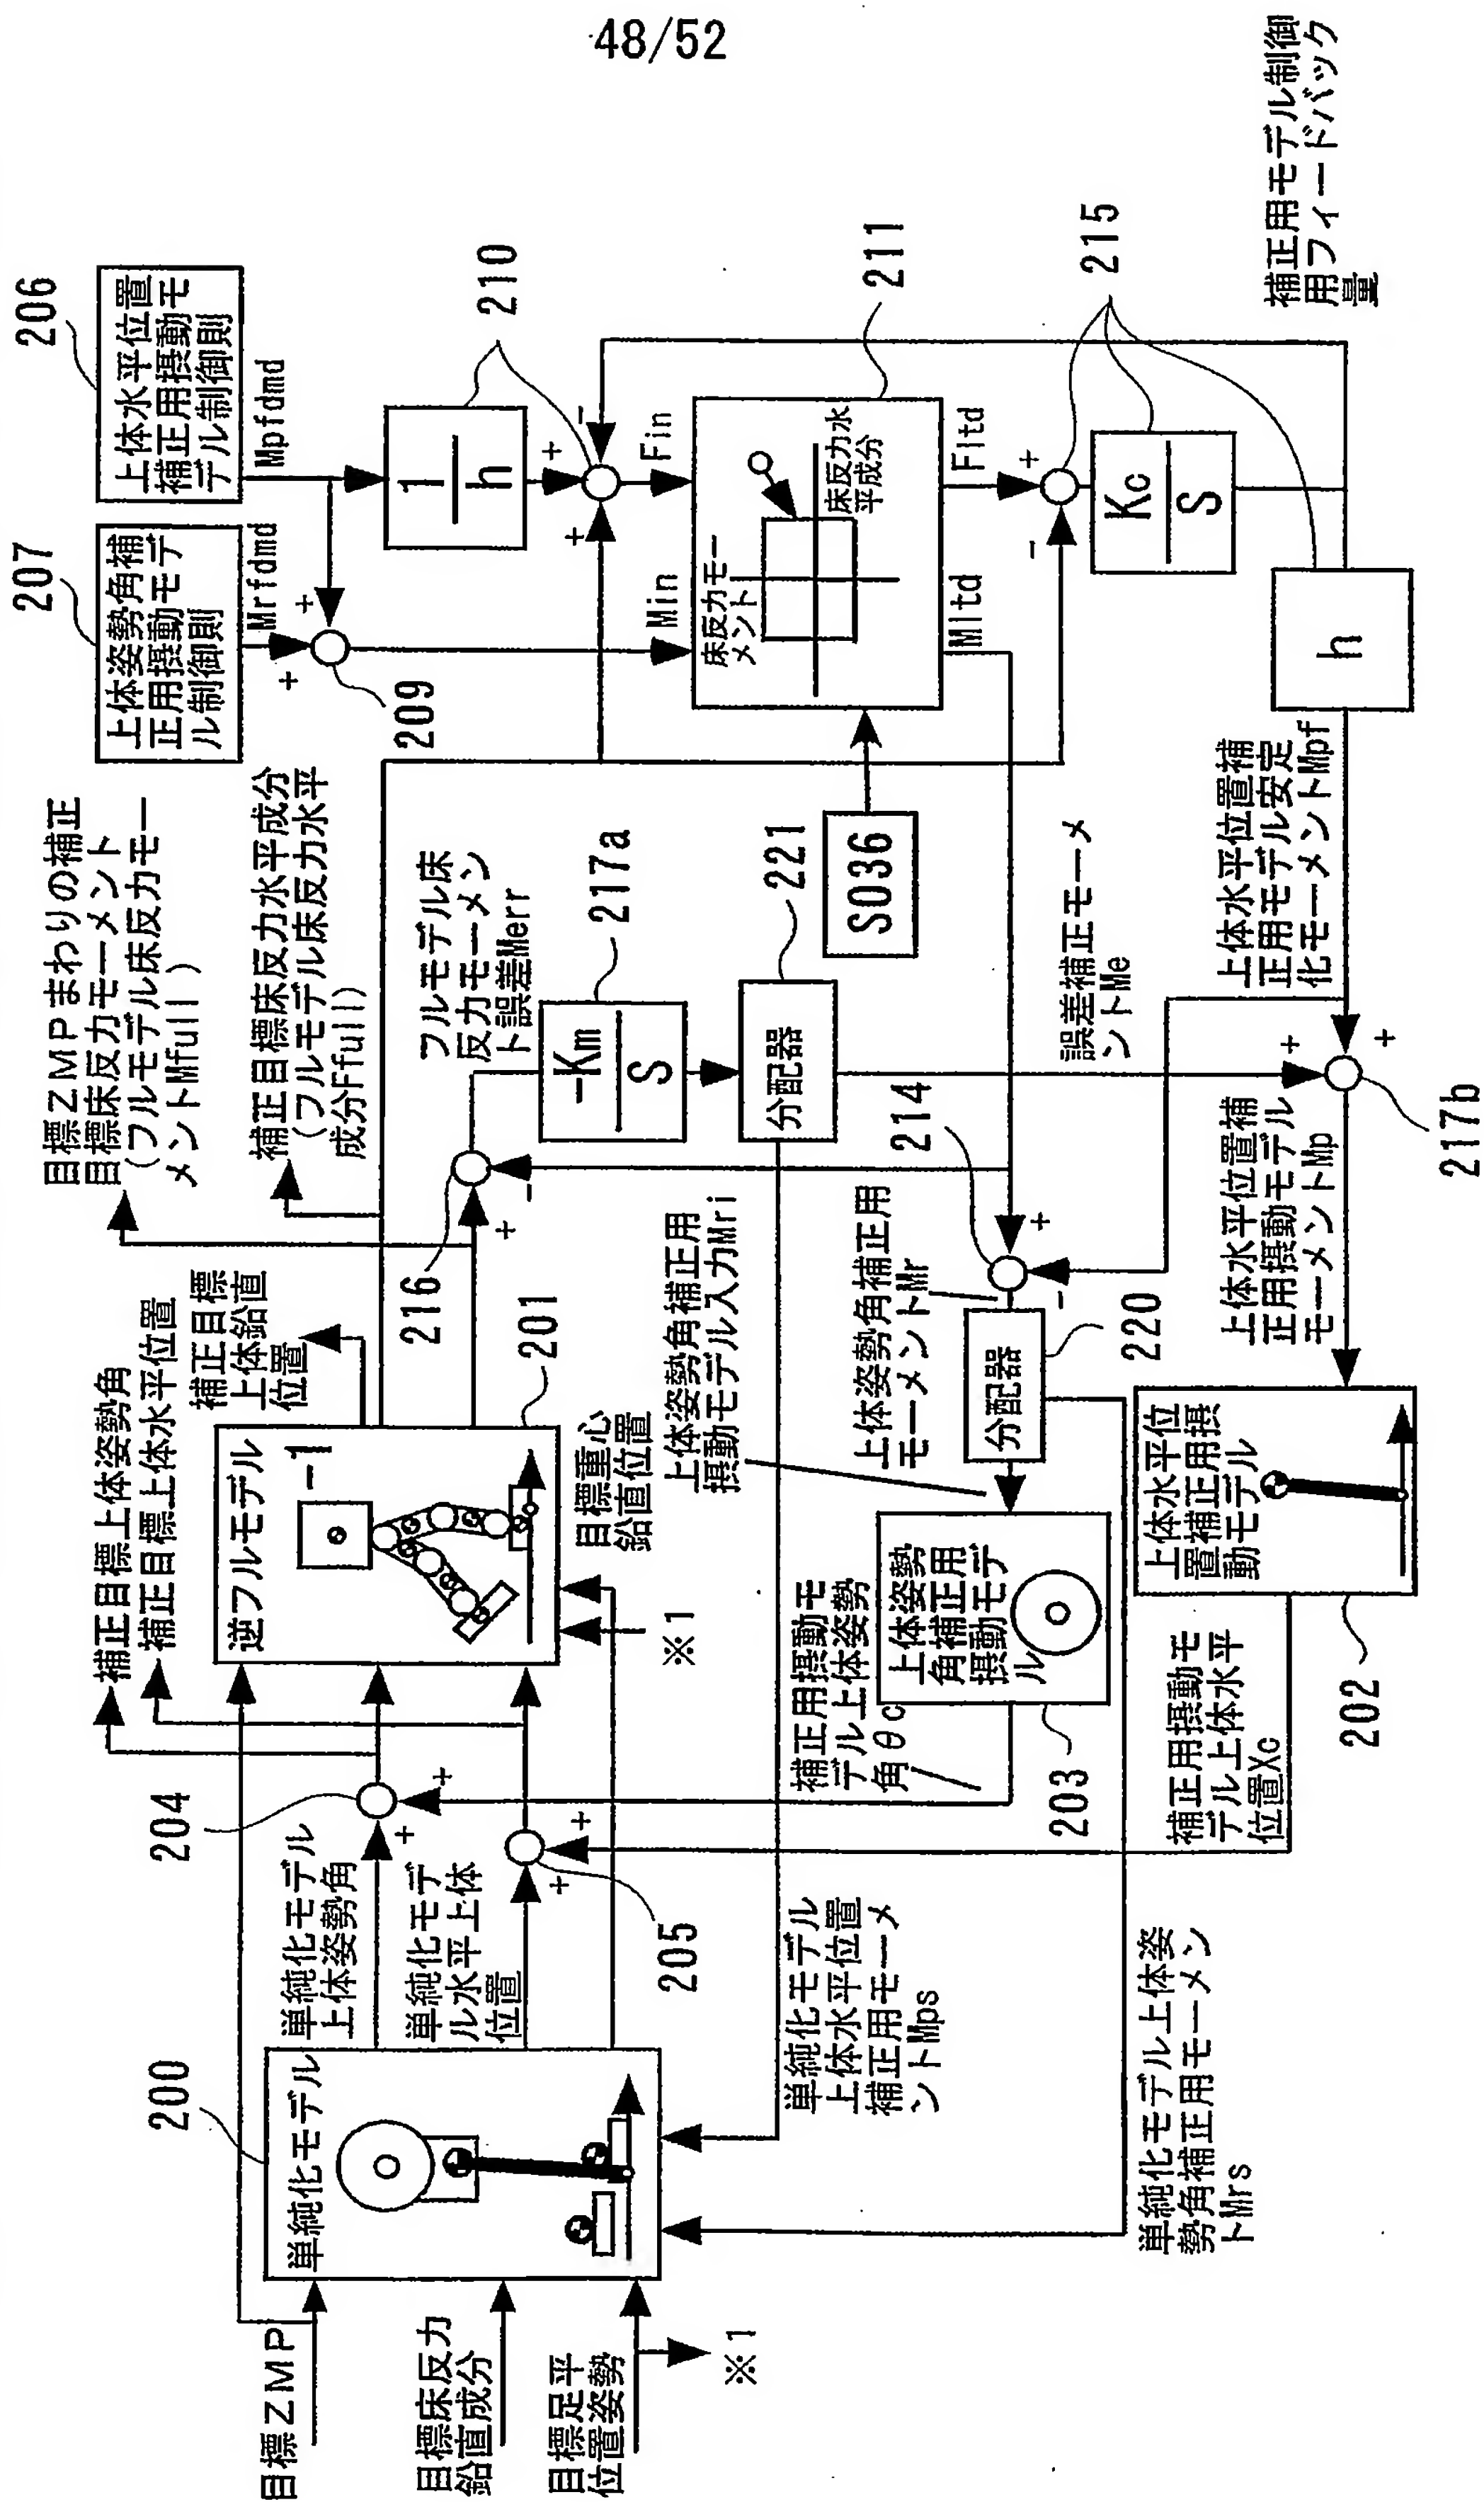 48/52
206
上体水平位置
補正用摂動モ
デル制御則
Mpfdmd
207
上体姿勢角補
正用摂動モデ
ル制御則
Mrfdmd
+
+
209
1
h
210
+
-
+
Fin
Min
211
床反力モー
メント
床反力水
平成分
Fltd
Mltd
S036
+
-
215
Kc
S
h
補正用モデル制御
用フィードバック
量
目標ZMPまわりの補正
目標床反力モーメント
(フルモデル床反力モー
メントMfull)
補正目標床反力水平成分
(フルモデル床反力水平
成分Ffull)
フルモデル床
反力モーメン
ト誤差Merr
217a
-Km
S
221
分配器
216
+
-
誤差補正モーメ
ントMe
上体水平位置補
正用モデル安定
化モーメントMpf
+
+
217b
214
+
-
上体姿勢角補正用
モーメントMr
上体水平位置補
正用摂動モデル
モーメントMp
220
分配器
補正目標上体姿勢角
補正目標上体水平位置
補正目標
上体鉛直
位置
201
逆フルモデル
-1
目標重心
鉛直位置
※1
上体姿勢角補正用
摂動モデル入力Mri
上体姿勢
角補正用
摂動モデ
ル
203
補正用摂動モ
デル上体姿勢
角θc
上体水平位
置補正用摂
動モデル
202
補正用摂動モ
デル上体水平
位置Xc
204
+
+
205
+
+
単純化モデル
上体姿勢角
単純化モデ
ル水平上体
位置
200
単純化モデル
単純化モデル
上体水平位置
補正用モーメ
ントMps
単純化モデル上体姿
勢角補正用モーメン
トMrs
目標ZMP
目標床反力
鉛直成分
目標足平
位置姿勢
※1